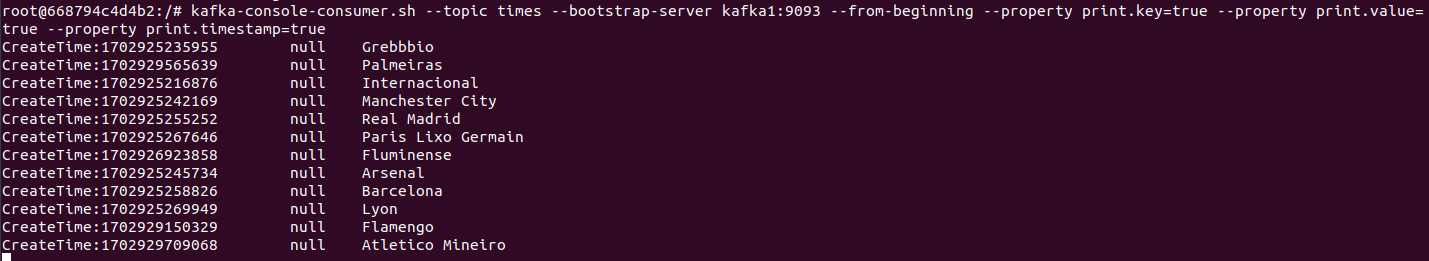 root@668794c4d4b2:/# kafka-console-consumer.sh --topic times --bootstrap-server kafka1:9093 --from-beginning --property print.key=true --property print.value=
true --property print.timestamp=true
CreateTime:1702925235955 null Grebbbio
CreateTime:1702929565639 null Palmeiras
CreateTime:1702925216876 null Internacional
CreateTime:1702925242169 null Manchester City
CreateTime:1702925255252 null Real Madrid
CreateTime:1702925267646 null Paris Lixo Germain
CreateTime:1702926923858 null Fluminense
CreateTime:1702925245734 null Arsenal
CreateTime:1702925258826 null Barcelona
CreateTime:1702925269949 null Lyon
CreateTime:1702929150329 null Flamengo
CreateTime:1702929709068 null Atletico Mineiro